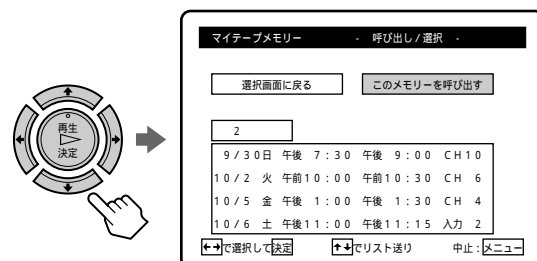 マイテープメモリー - 呼び出し/選択 -
選択画面に戻る このメモリーを呼び出す
再生
決定
2
9/30日 午後 7:30 午後 9:00 CH10
10/2 火 午前10:00 午前10:30 CH 6
10/5 金 午後 1:00 午後 1:30 CH 4
10/6 土 午後11:00 午後11:15 入力 2
←→で選択して決定 ↑↓でリスト送り 中止:メニュー